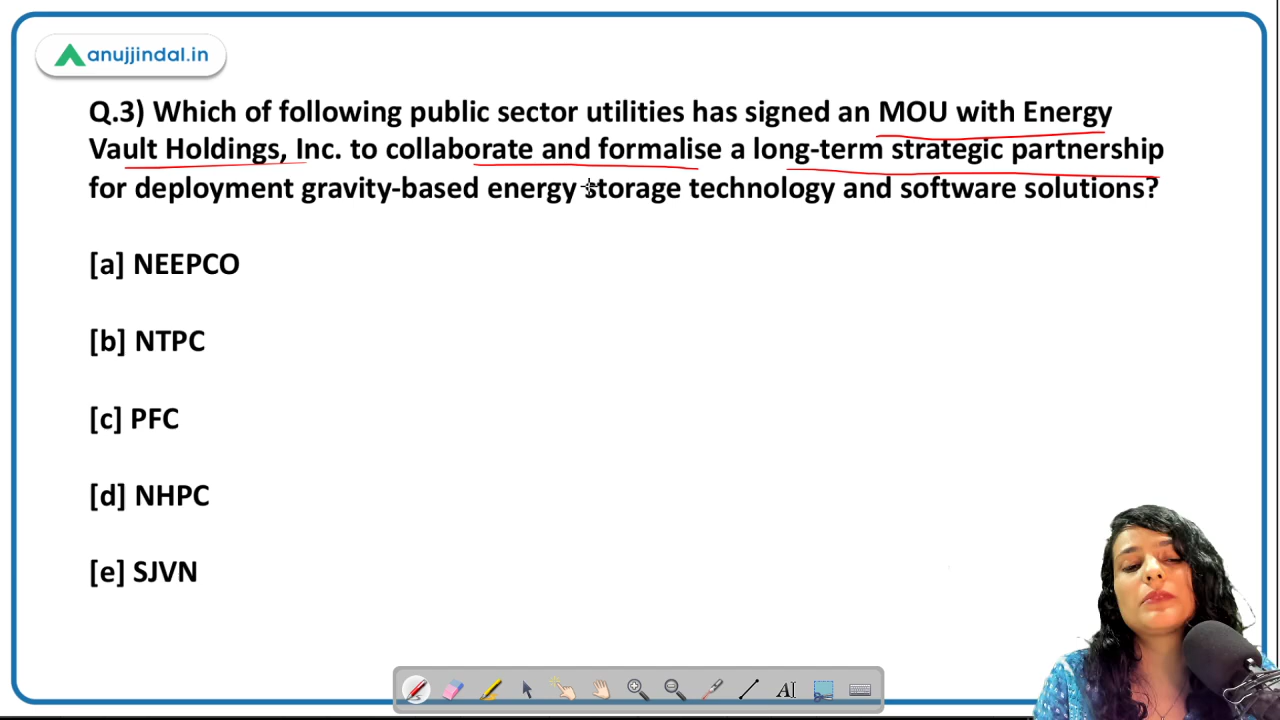 anujjindal.in
Q.3) Which of following public sector utilities has signed an MOU with Energy
Vault Holdings, Inc. to collaborate and formalise a long-term strategic partnership
for deployment gravity-based energy storage technology and software solutions?
[a] NEEPCO
[b] NTPC
[c] PFC
[d] NHPC
[e] SJVN
AI